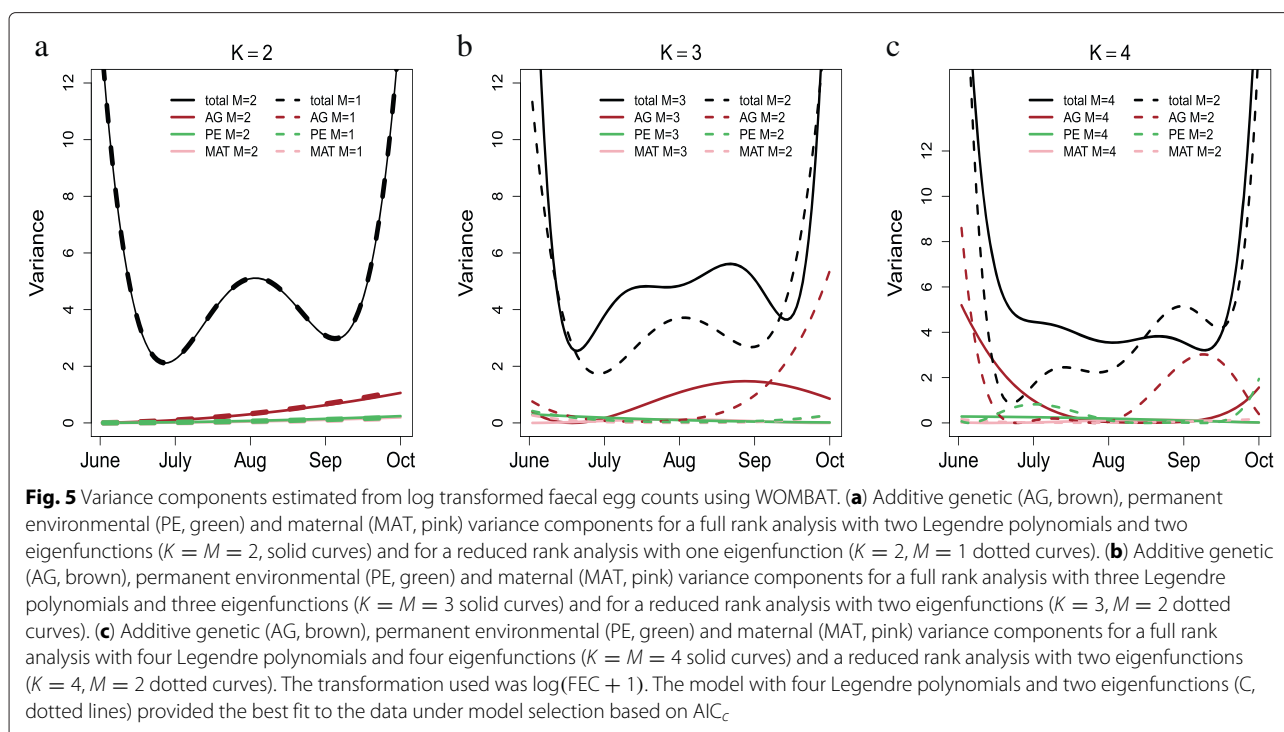 a
K = 2
12
10
8
6
4
2
0
Variance
June July Aug Sep Oct
total M=2 total M=1
AG M=2 AG M=1
PE M=2 PE M=1
MAT M=2 MAT M=1
b
K = 3
12
10
8
6
4
2
0
Variance
June July Aug Sep Oct
total M=3 total M=2
AG M=3 AG M=2
PE M=3 PE M=2
MAT M=3 MAT M=2
c
K = 4
12
10
8
6
4
2
0
Variance
June July Aug Sep Oct
total M=4 total M=2
AG M=4 AG M=2
PE M=4 PE M=2
MAT M=4 MAT M=2
Fig. 5 Variance components estimated from log transformed faecal egg counts using WOMBAT. (a) Additive genetic (AG, brown), permanent
environmental (PE, green) and maternal (MAT, pink) variance components for a full rank analysis with two Legendre polynomials and two
eigenfunctions (K = M = 2, solid curves) and for a reduced rank analysis with one eigenfunction (K = 2, M = 1 dotted curves). (b) Additive genetic
(AG, brown), permanent environmental (PE, green) and maternal (MAT, pink) variance components for a full rank analysis with three Legendre
polynomials and three eigenfunctions (K = M = 3 solid curves) and for a reduced rank analysis with two eigenfunctions (K = 3, M = 2 dotted
curves). (c) Additive genetic (AG, brown), permanent environmental (PE, green) and maternal (MAT, pink) variance components for a full rank
analysis with four Legendre polynomials and four eigenfunctions (K = M = 4 solid curves) and a reduced rank analysis with two eigenfunctions
(K = 4, M = 2 dotted curves). The transformation used was log(FEC + 1). The model with four Legendre polynomials and two eigenfunctions (C,
dotted lines) provided the best fit to the data under model selection based on AICc